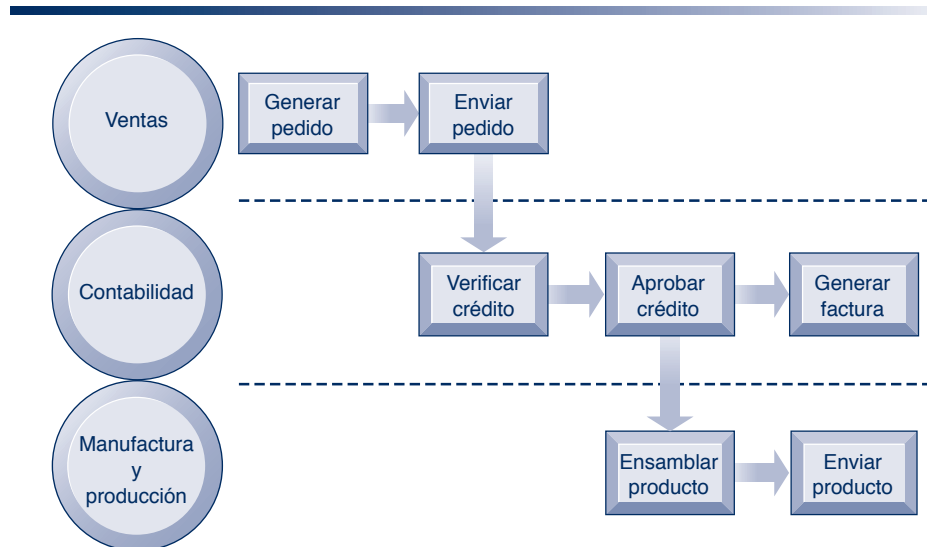 Ventas
Generar
pedido
Enviar
pedido
Contabilidad
Verificar
crédito
Aprobar
crédito
Generar
factura
Manufactura
y
producción
Ensamblar
producto
Enviar
producto